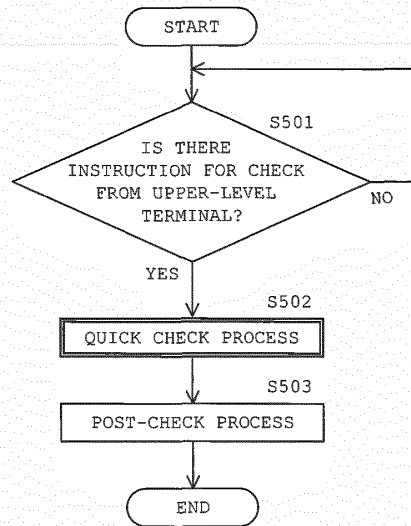 START
S501
IS THERE
INSTRUCTION FOR CHECK
FROM UPPER-LEVEL
TERMINAL?
NO
YES
S502
QUICK CHECK PROCESS
S503
POST-CHECK PROCESS
END